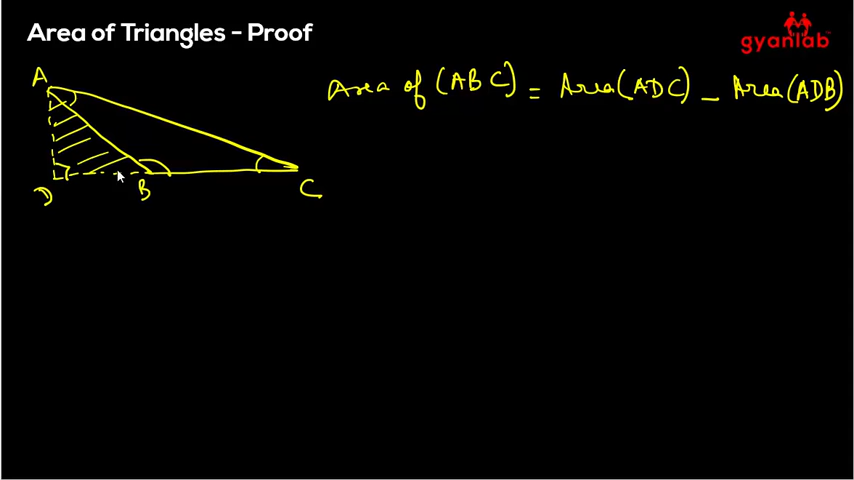 Area of Triangles - Proof
gyanlab
A
Area of (ABC) = Area(ADC) - Area(ADB)
D
B
C